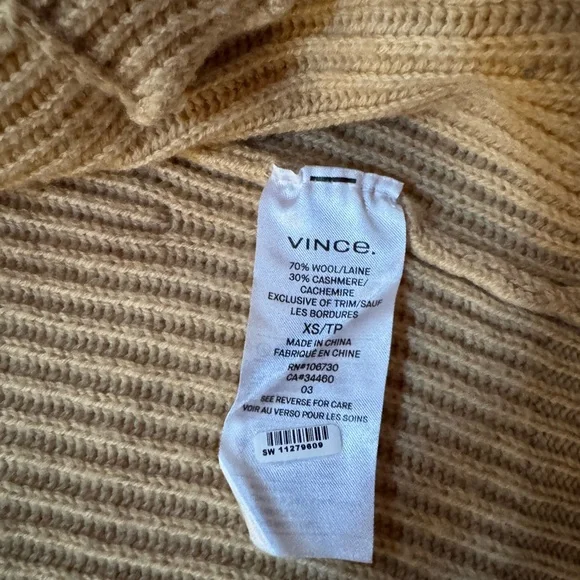 VINCE.
70% WOOL/LAINE
30% CASHMERE/
CACHEMIRE
EXCLUSIVE OF TRIM/SAUF
LES BORDURES
XS/TP
MADE IN CHINA
FABRIQUÉ EN CHINE
RN#106730
CA#34460
03
SEE REVERSE FOR CARE
VOIR AU VERSO POUR LES SOINS
SW 11279809